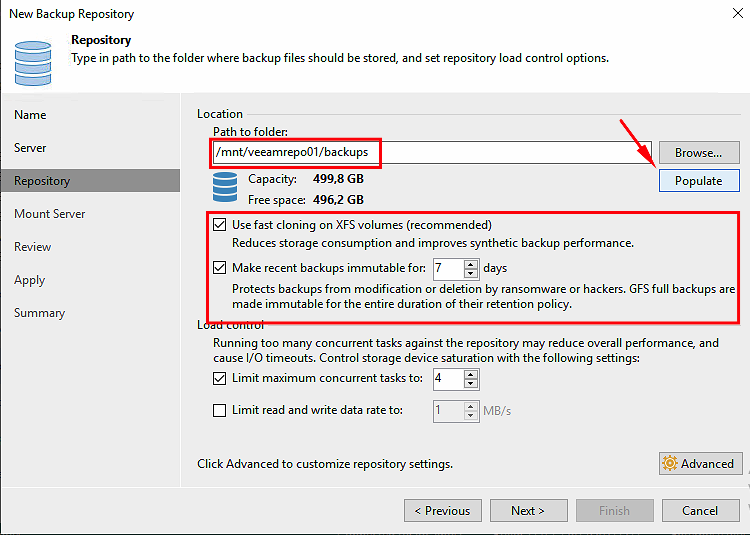 New Backup Repository
Repository
Type in path to the folder where backup files should be stored, and set repository load control options.
Name
Server
Repository
Mount Server
Review
Apply
Summary
Location
Path to folder:
/mnt/veeamrepo01/backups
Browse...
Capacity: 499,8 GB
Populate
Free space: 496,2 GB
Use fast cloning on XFS volumes (recommended)
Reduces storage consumption and improves synthetic backup performance.
Make recent backups immutable for: 7 days
Protects backups from modification or deletion by ransomware or hackers. GFS full backups are
made immutable for the entire duration of their retention policy.
Load control
Running too many concurrent tasks against the repository may reduce overall performance, and
cause I/O timeouts. Control storage device saturation with the following settings:
Limit maximum concurrent tasks to: 4
Limit read and write data rate to: 1 MB/s
Click Advanced to customize repository settings.
Advanced
< Previous
Next >
Finish
Cancel